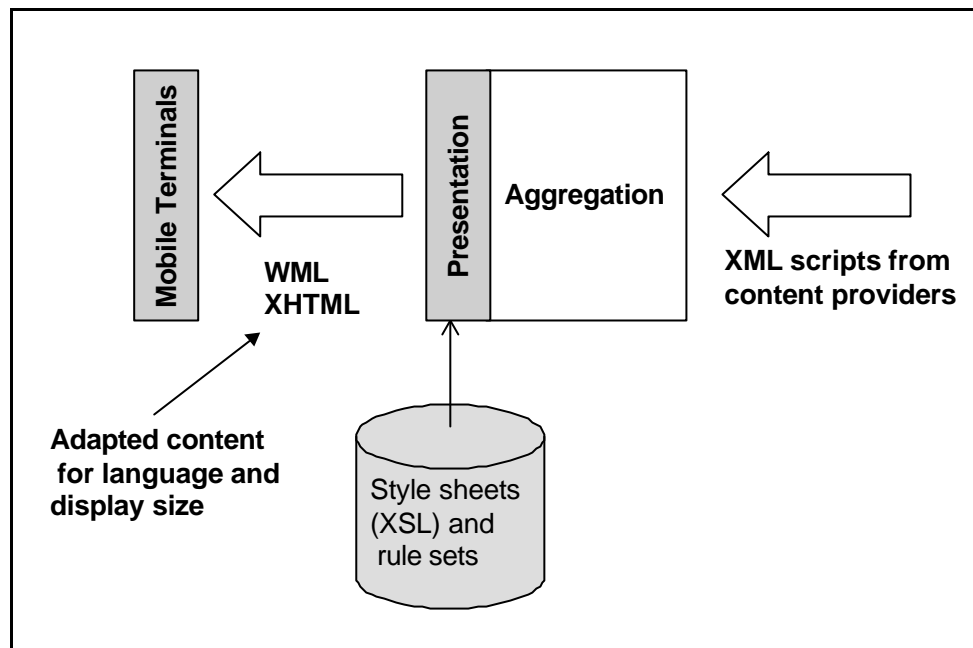 Mobile Terminals
WML
XHTML
Presentation
Aggregation
XML scripts from
content providers
Adapted content
for language and
display size
Style sheets
(XSL) and
rule sets